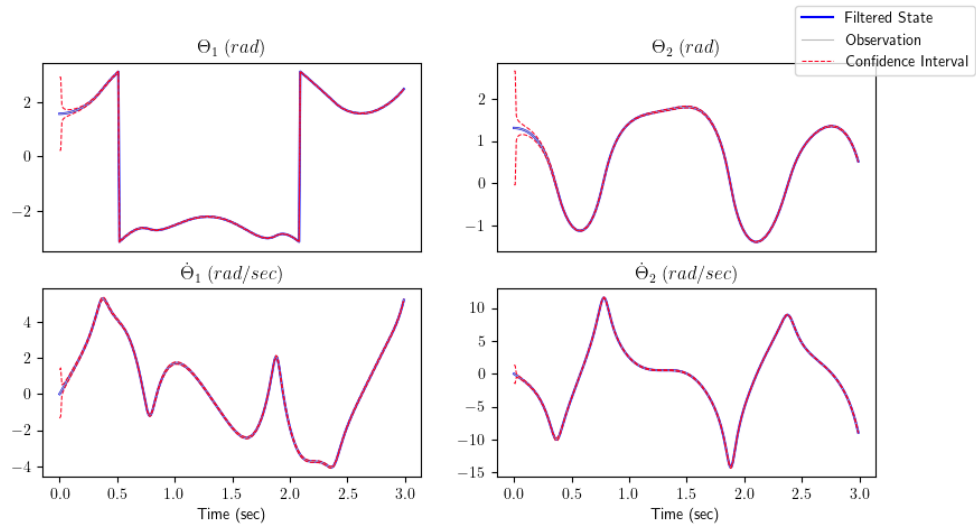 Filtered State
Observation
Confidence Interval
Θ₁ (rad)
2
0
−2
Θ₂ (rad)
2
1
0
−1
Θ̇₁ (rad/sec)
4
2
0
−2
−4
0.0 0.5 1.0 1.5 2.0 2.5 3.0
Time (sec)
Θ̇₂ (rad/sec)
10
5
0
−5
−10
−15
0.0 0.5 1.0 1.5 2.0 2.5 3.0
Time (sec)